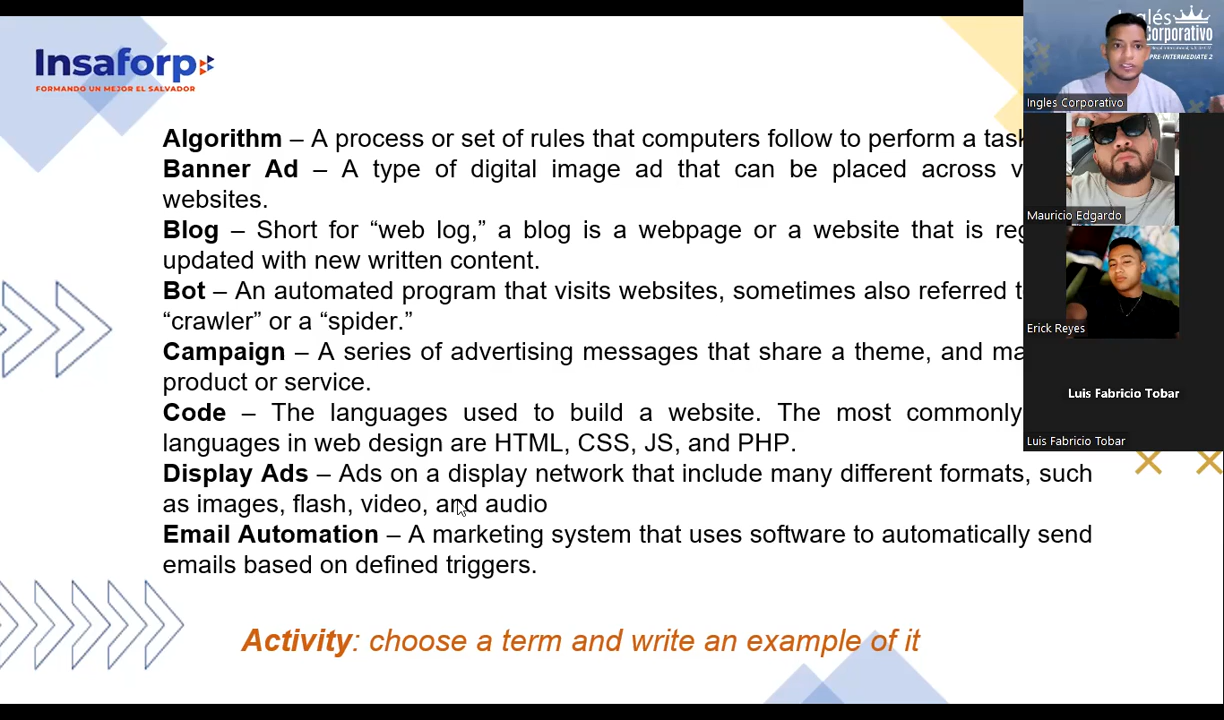 Insaforp
FORMANDO UN MEJOR EL SALVADOR
Algorithm – A process or set of rules that computers follow to perform a
Banner Ad – A type of digital image ad that can be placed across
websites.
Blog – Short for “web log,” a blog is a webpage or a website that is
updated with new written content.
Bot – An automated program that visits websites, sometimes also referred
“crawler” or a “spider.”
Campaign – A series of advertising messages that share a theme, and
product or service.
Code – The languages used to build a website. The most commonly
languages in web design are HTML, CSS, JS, and PHP.
Display Ads – Ads on a display network that include many different formats, such
as images, flash, video, and audio
Email Automation – A marketing system that uses software to automatically send
emails based on defined triggers.
Activity: choose a term and write an example of it
PRE-INTERMEDIATE 2
Ingles Corporativo
Mauricio Edgardo
Erick Reyes
Luis Fabricio Tobar
Luis Fabricio Tobar